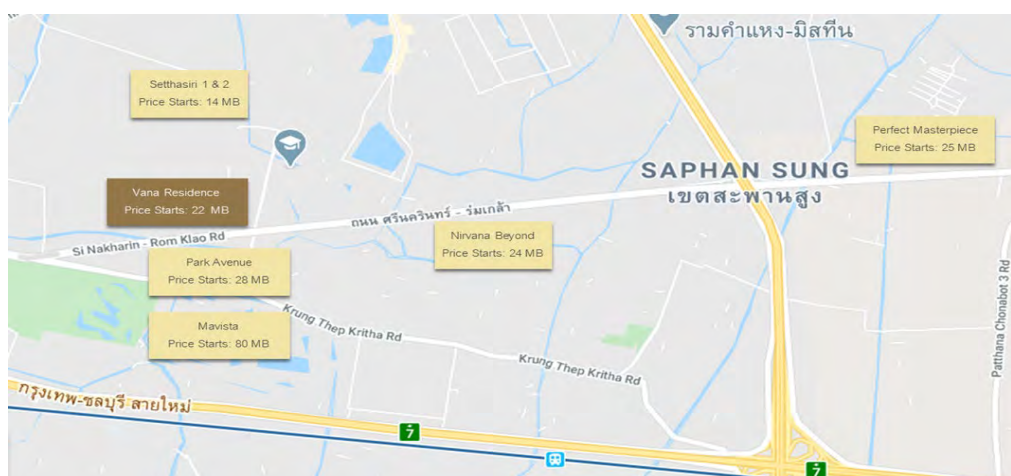 รามคำแหง-มิสทีน
Setthasiri 1 & 2
Price Starts: 14 MB
Perfect Masterpiece
Price Starts: 25 MB
SAPHAN SUNG
เขตสะพานสูง
Vana Residence
Price Starts: 22 MB
ถนน ศรีนครินทร์ - ร่มเกล้า
Si Nakharin - Rom Klao Rd
Nirvana Beyond
Price Starts: 24 MB
Park Avenue
Price Starts: 28 MB
Patthana Chonabot 3 Rd
Mavista
Price Starts: 80 MB
Krung Thep Kritha Rd
Krung Thep Kritha Rd
กรุงเทพ-ชลบุรี สายใหม่
7
7